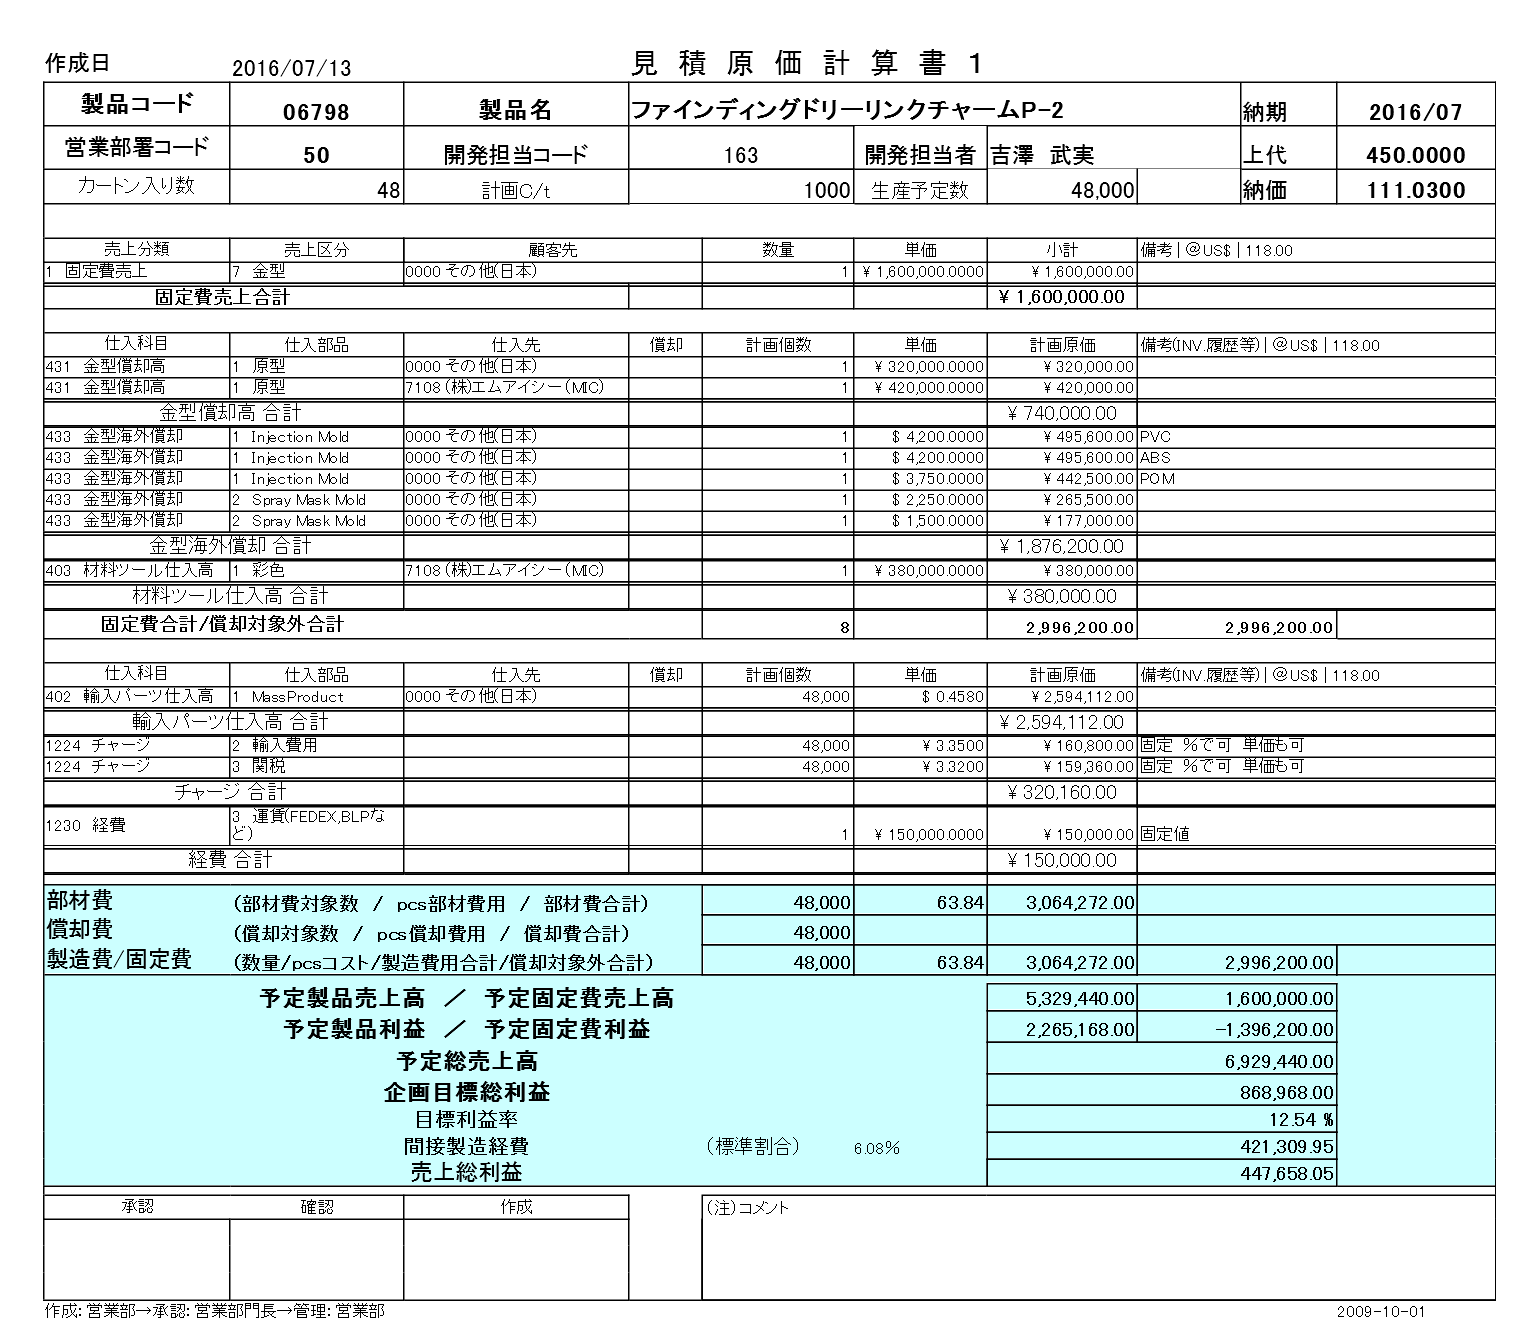 作成日 2016/07/13 見積原価計算書1
製品コード 06798 製品名 ファインディングドリーリンクチャームP-2 納期 2016/07
営業部署コード 50 開発担当コード 163 開発担当者 吉澤 武実 上代 450.0000
カートン入り数 48 計画C/t 1000 生産予定数 48,000 納価 111.0300
売上分類 売上区分 顧客先 数量 単価 小計 備考|@US$|118.00
1 固定費売上 7 金型 0000 その他(日本) 1 ¥ 1,600,000.0000 ¥ 1,600,000.00
固定費売上合計 ¥ 1,600,000.00
仕入科目 仕入部品 仕入先 償却 計画個数 単価 計画原価 備考(INV.履歴等)|@US$|118.00
431 金型償却高 1 原型 0000 その他(日本) 1 ¥ 320,000.0000 ¥ 320,000.00
431 金型償却高 1 原型 7108 (株)エムアイシー(MIC) 1 ¥ 420,000.0000 ¥ 420,000.00
金型償却高 合計 ¥ 740,000.00
433 金型海外償却 1 Injection Mold 0000 その他(日本) 1 $ 4,200.0000 ¥ 495,600.00 PVC
433 金型海外償却 1 Injection Mold 0000 その他(日本) 1 $ 4,200.0000 ¥ 495,600.00 ABS
433 金型海外償却 1 Injection Mold 0000 その他(日本) 1 $ 3,750.0000 ¥ 442,500.00 POM
433 金型海外償却 2 Spray Mask Mold 0000 その他(日本) 1 $ 2,250.0000 ¥ 265,500.00
433 金型海外償却 2 Spray Mask Mold 0000 その他(日本) 1 $ 1,500.0000 ¥ 177,000.00
金型海外償却 合計 ¥ 1,876,200.00
403 材料ツール仕入高 1 彩色 7108 (株)エムアイシー(MIC) 1 ¥ 380,000.0000 ¥ 380,000.00
材料ツール仕入高 合計 ¥ 380,000.00
固定費合計/償却対象外合計 8 2,996,200.00 2,996,200.00
仕入科目 仕入部品 仕入先 償却 計画個数 単価 計画原価 備考(INV.履歴等)|@US$|118.00
402 輸入パーツ仕入高 1 MassProduct 0000 その他(日本) 48,000 $ 0.4580 ¥ 2,594,112.00
輸入パーツ仕入高 合計 ¥ 2,594,112.00
1224 チャージ 2 輸入費用 48,000 ¥ 3.3500 ¥ 160,800.00 固定 %で可 単価も可
1224 チャージ 3 関税 48,000 ¥ 3.3200 ¥ 159,360.00 固定 %で可 単価も可
チャージ 合計 ¥ 320,160.00
1230 経費 3 運賃(FEDEX,BLPな
ど) 1 ¥ 150,000.0000 ¥ 150,000.00 固定値
経費 合計 ¥ 150,000.00
部材費 (部材費対象数 / pcs部材費用 / 部材費合計) 48,000 63.84 3,064,272.00
償却費 (償却対象数 / pcs償却費用 / 償却費合計) 48,000
製造費/固定費 (数量/pcsコスト/製造費用合計/償却対象外合計) 48,000 63.84 3,064,272.00 2,996,200.00
予定製品売上高 / 予定固定費売上高 5,329,440.00 1,600,000.00
予定製品利益 / 予定固定費利益 2,265,168.00 -1,396,200.00
予定総売上高 6,929,440.00
企画目標総利益 868,968.00
目標利益率 12.54 %
間接製造経費 (標準割合) 6.08% 421,309.95
売上総利益 447,658.05
承認 確認 作成 (注)コメント
作成:営業部→承認:営業部門長→管理:営業部 2009-10-01